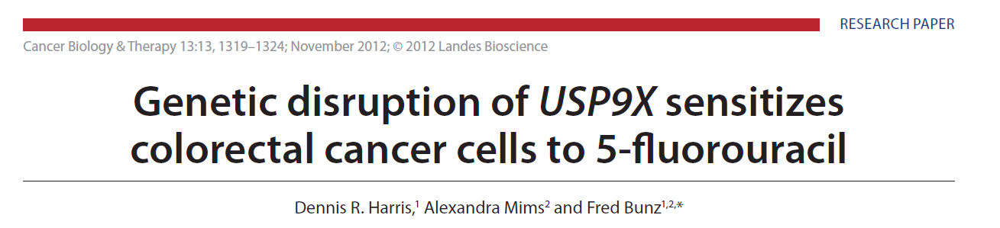 RESEARCH PAPER
Cancer Biology & Therapy 13:13, 1319–1324; November 2012; © 2012 Landes Bioscience
Genetic disruption of USP9X sensitizes
colorectal cancer cells to 5-fluorouracil
Dennis R. Harris,¹ Alexandra Mims² and Fred Bunz¹,²,*